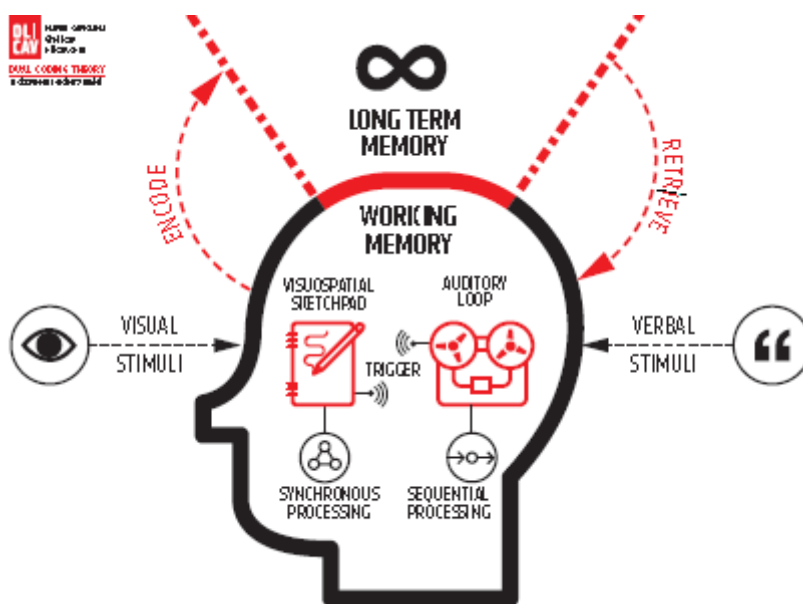 OLI
CAV
DUAL CODING THEORY
LONG TERM
MEMORY
ENCODE
RETRIEVE
WORKING
MEMORY
VISUOSPATIAL
SKETCHPAD
AUDITORY
LOOP
TRIGGER
VISUAL
STIMULI
VERBAL
STIMULI
SYNCHRONOUS
PROCESSING
SEQUENTIAL
PROCESSING